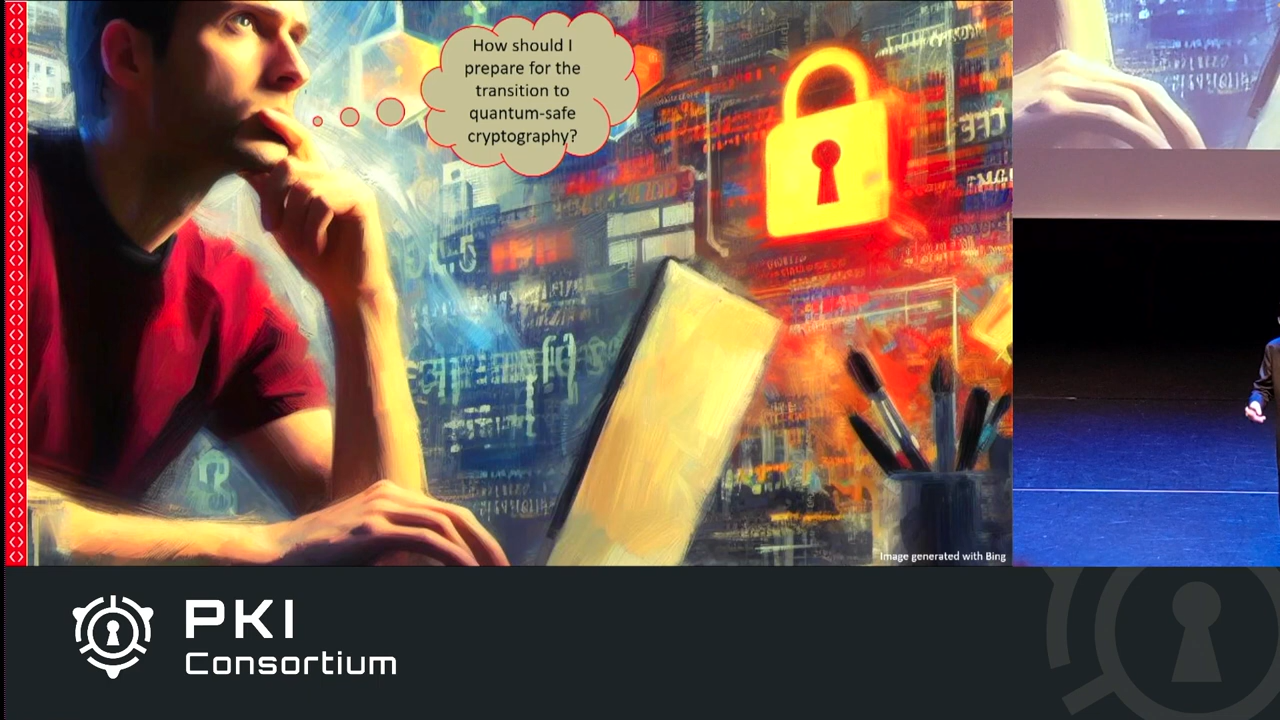 How should I
prepare for the
transition to
quantum-safe
cryptography?
Image generated with Bing
PKI
Consortium